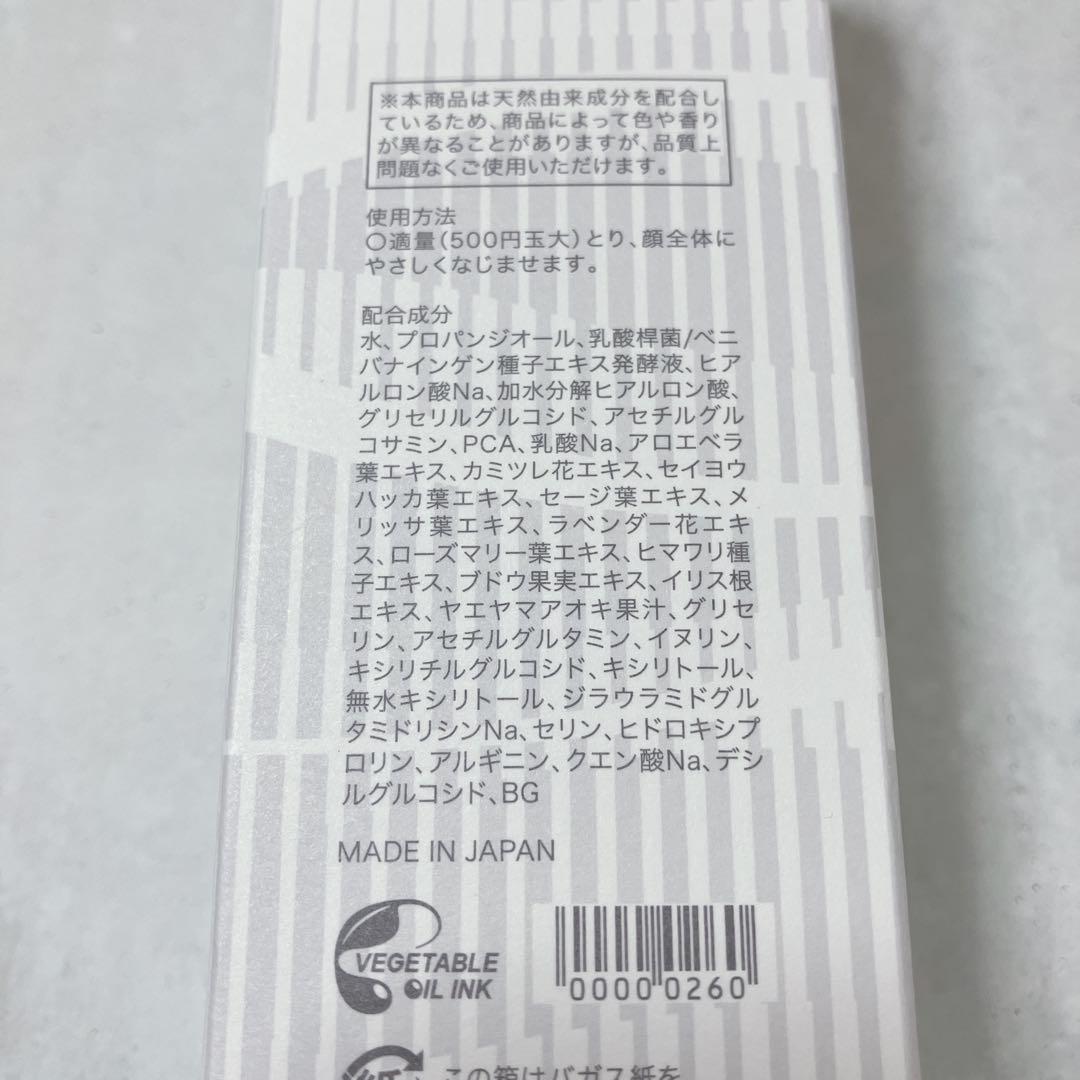 ※本商品は天然由来成分を配合し
ているため、商品によって色や香り
が異なることがありますが、品質上
問題なくご使用いただけます。
使用方法
〇適量(500円玉大)とり、顔全体に
やさしくなじませます。
配合成分
水、プロパンジオール、乳酸桿菌/ベニ
バナインゲン種子エキス発酵液、ヒア
ルロン酸Na、加水分解ヒアルロン酸、
グリセリルグルコシド、アセチルグル
コサミン、PCA、乳酸Na、アロエベラ
葉エキス、カミツレ花エキス、セイヨウ
ハッカ葉エキス、セージ葉エキス、メ
リッサ葉エキス、ラベンダー花エキ
ス、ローズマリー葉エキス、ヒマワリ種
子エキス、ブドウ果実エキス、イリス根
エキス、ヤエヤマアオキ果汁、グリセ
リン、アセチルグルタミン、イヌリン、
キシリチルグルコシド、キシリトール、
無水キシリトール、ジラウラミドグル
タミドリシンNa、セリン、ヒドロキシプ
ロリン、アルギニン、クエン酸Na、デシ
ルグルコシド、BG
MADE IN JAPAN
VEGETABLE
OIL INK
0000 0260
この箱はバガス紙を